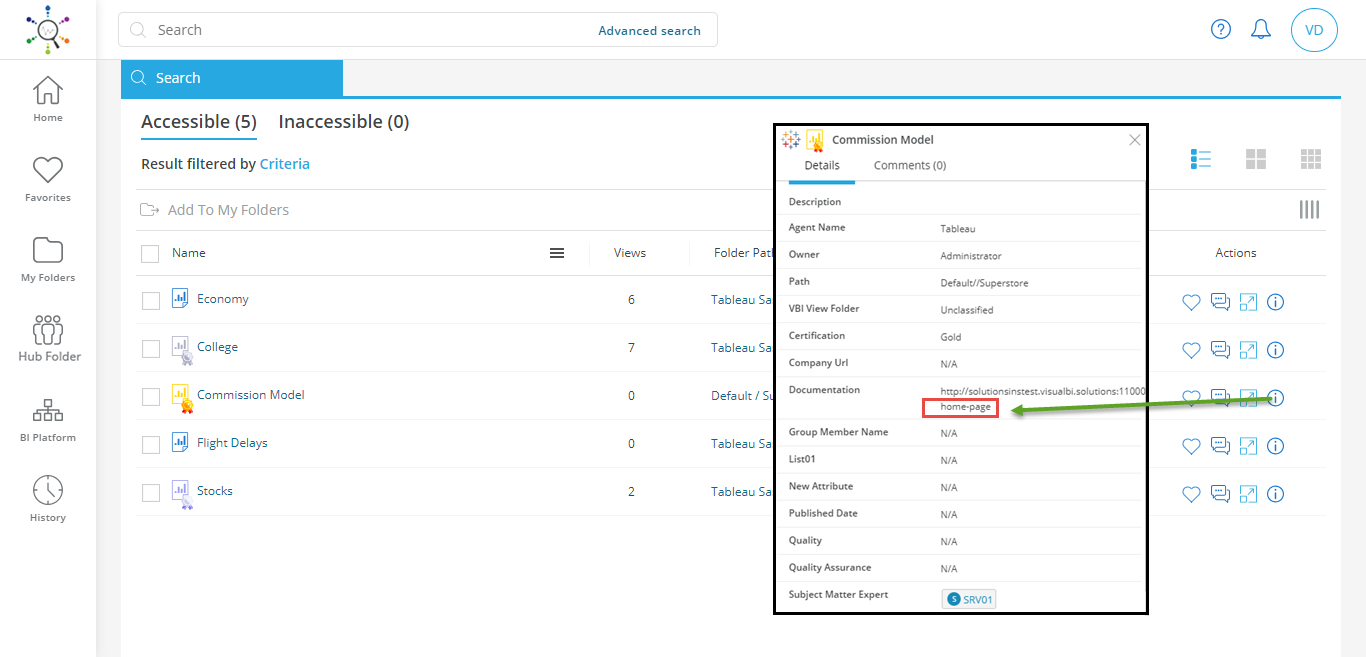 Search
Advanced search
VD
Home
Favorites
My Folders
Hub Folder
BI Platform
History
Search
Accessible (5) Inaccessible (0)
Result filtered by Criteria
Add To My Folders
Name Views Folder Path Actions
Economy 6 Tableau Sa
College 7 Tableau Sa
Commission Model 0 Default / Su
Flight Delays 0 Tableau Sa
Stocks 2 Tableau Sa
Commission Model
Details Comments (0)
Description
Agent Name Tableau
Owner Administrator
Path Default//Superstore
VBI View Folder Unclassified
Certification Gold
Company Url N/A
Documentation http://solutionsinstest.visualbi.solutions:11000
home-page
Group Member Name N/A
List01 N/A
New Attribute N/A
Published Date N/A
Quality N/A
Quality Assurance N/A
Subject Matter Expert S SRV01